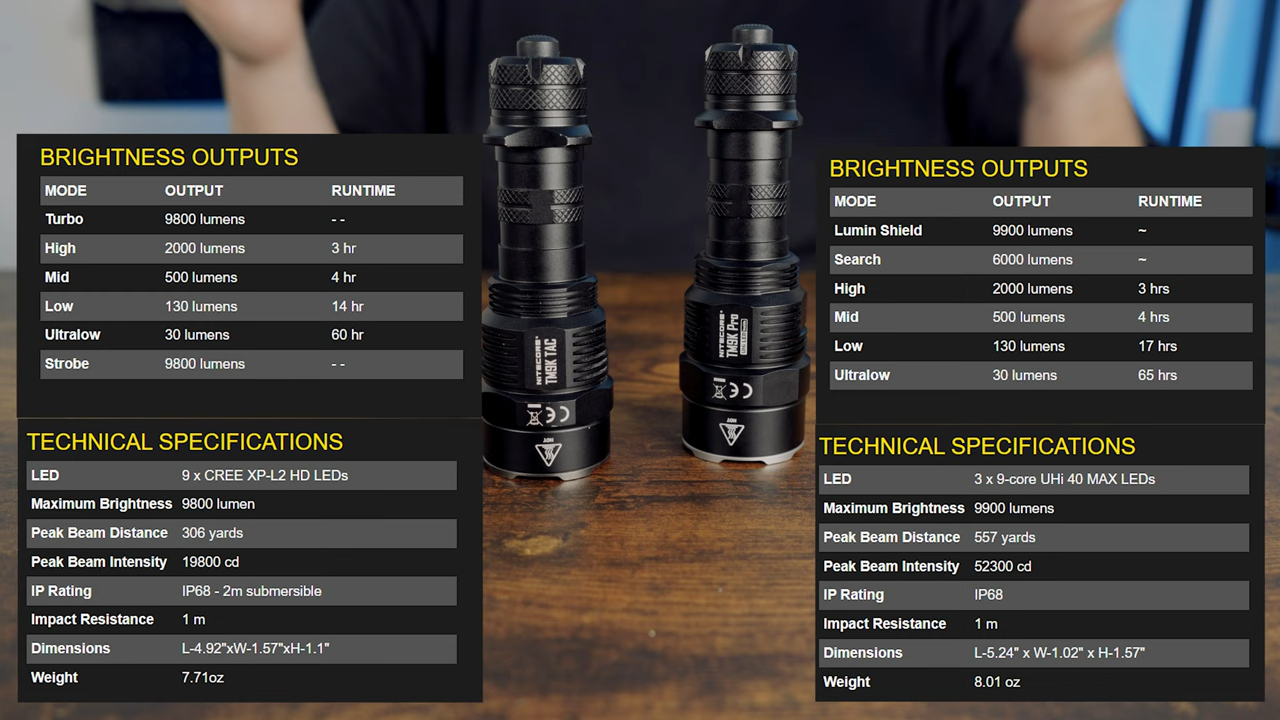 BRIGHTNESS OUTPUTS
MODE OUTPUT RUNTIME
Turbo 9800 lumens - -
High 2000 lumens 3 hr
Mid 500 lumens 4 hr
Low 130 lumens 14 hr
Ultralow 30 lumens 60 hr
Strobe 9800 lumens - -
TECHNICAL SPECIFICATIONS
LED 9 x CREE XP-L2 HD LEDs
Maximum Brightness 9800 lumen
Peak Beam Distance 306 yards
Peak Beam Intensity 19800 cd
IP Rating IP68 - 2m submersible
Impact Resistance 1 m
Dimensions L-4.92"xW-1.57"xH-1.1"
Weight 7.71oz
NITECORE
TM9K TAC
CE
HOT
NITECORE
TM9K Pro
CE
HOT
BRIGHTNESS OUTPUTS
MODE OUTPUT RUNTIME
Lumin Shield 9900 lumens ~
Search 6000 lumens ~
High 2000 lumens 3 hrs
Mid 500 lumens 4 hrs
Low 130 lumens 17 hrs
Ultralow 30 lumens 65 hrs
TECHNICAL SPECIFICATIONS
LED 3 x 9-core UHi 40 MAX LEDs
Maximum Brightness 9900 lumens
Peak Beam Distance 557 yards
Peak Beam Intensity 52300 cd
IP Rating IP68
Impact Resistance 1 m
Dimensions L-5.24" x W-1.02" x H-1.57"
Weight 8.01 oz